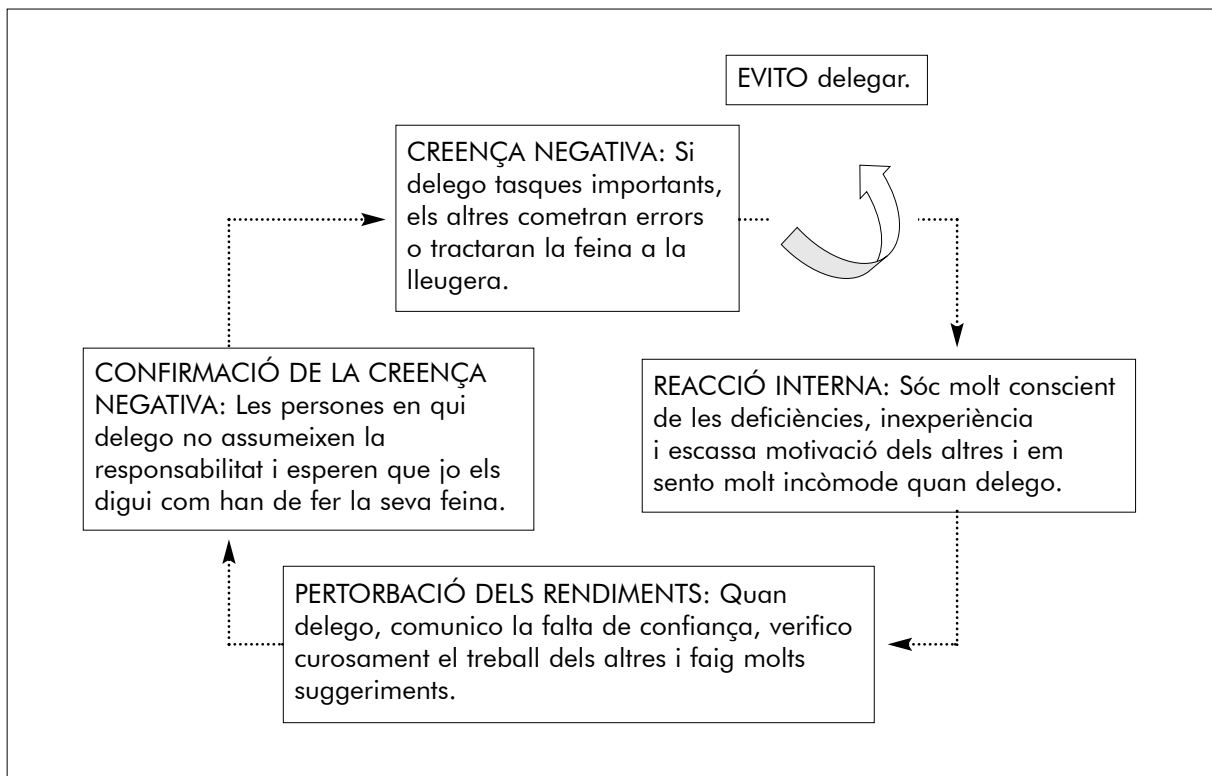 EVITO delegar.
CREENÇA NEGATIVA: Si
delego tasques importants,
els altres cometran errors
o tractaran la feina a la
lleugera.
REACCIÓ INTERNA: Sóc molt conscient
de les deficiències, inexperiència
i escassa motivació dels altres i em
sento molt incòmode quan delego.
PERTORBACIÓ DELS RENDIMENTS: Quan
delego, comunico la falta de confiança, verifico
curosament el treball dels altres i faig molts
suggeriments.
CONFIRMACIÓ DE LA CREENÇA
NEGATIVA: Les persones en qui
delego no assumeixen la
responsabilitat i esperen que jo els
digui com han de fer la seva feina.